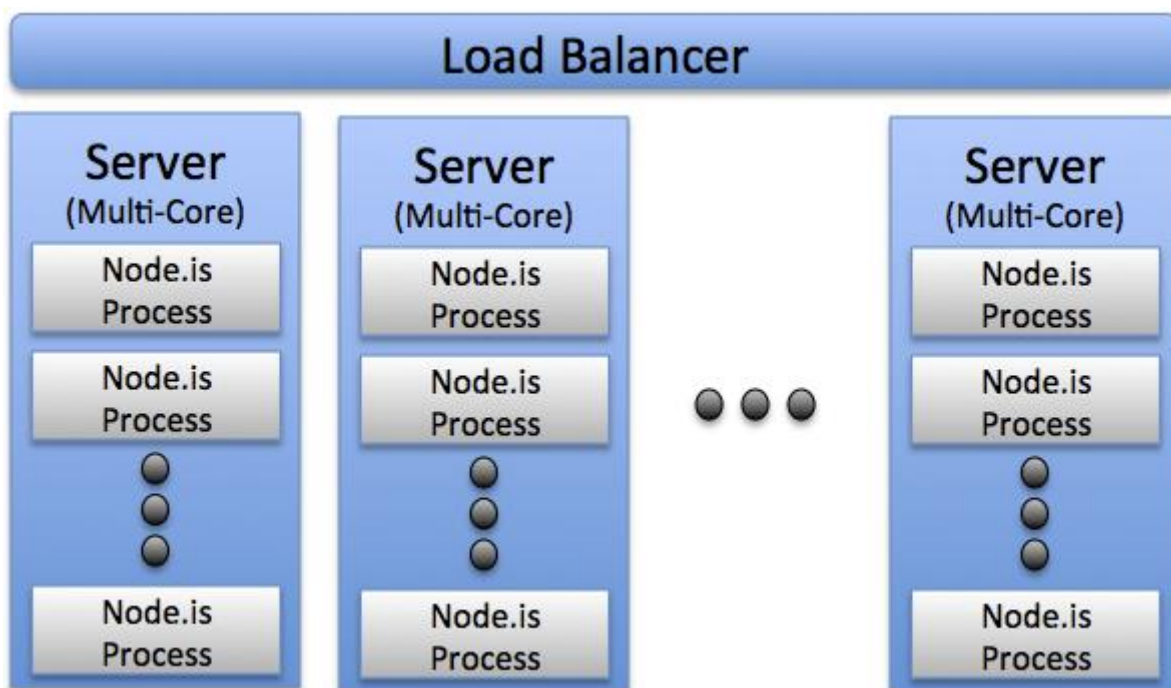 Load Balancer
Server
(Multi-Core)
Node.is
Process
Node.is
Process
Node.is
Process
Server
(Multi-Core)
Node.is
Process
Node.is
Process
Node.is
Process
Server
(Multi-Core)
Node.is
Process
Node.is
Process
Node.is
Process